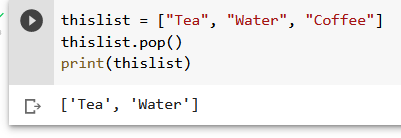 thislist = ["Tea", "Water", "Coffee"]
thislist.pop()
print(thislist)
['Tea', 'Water']